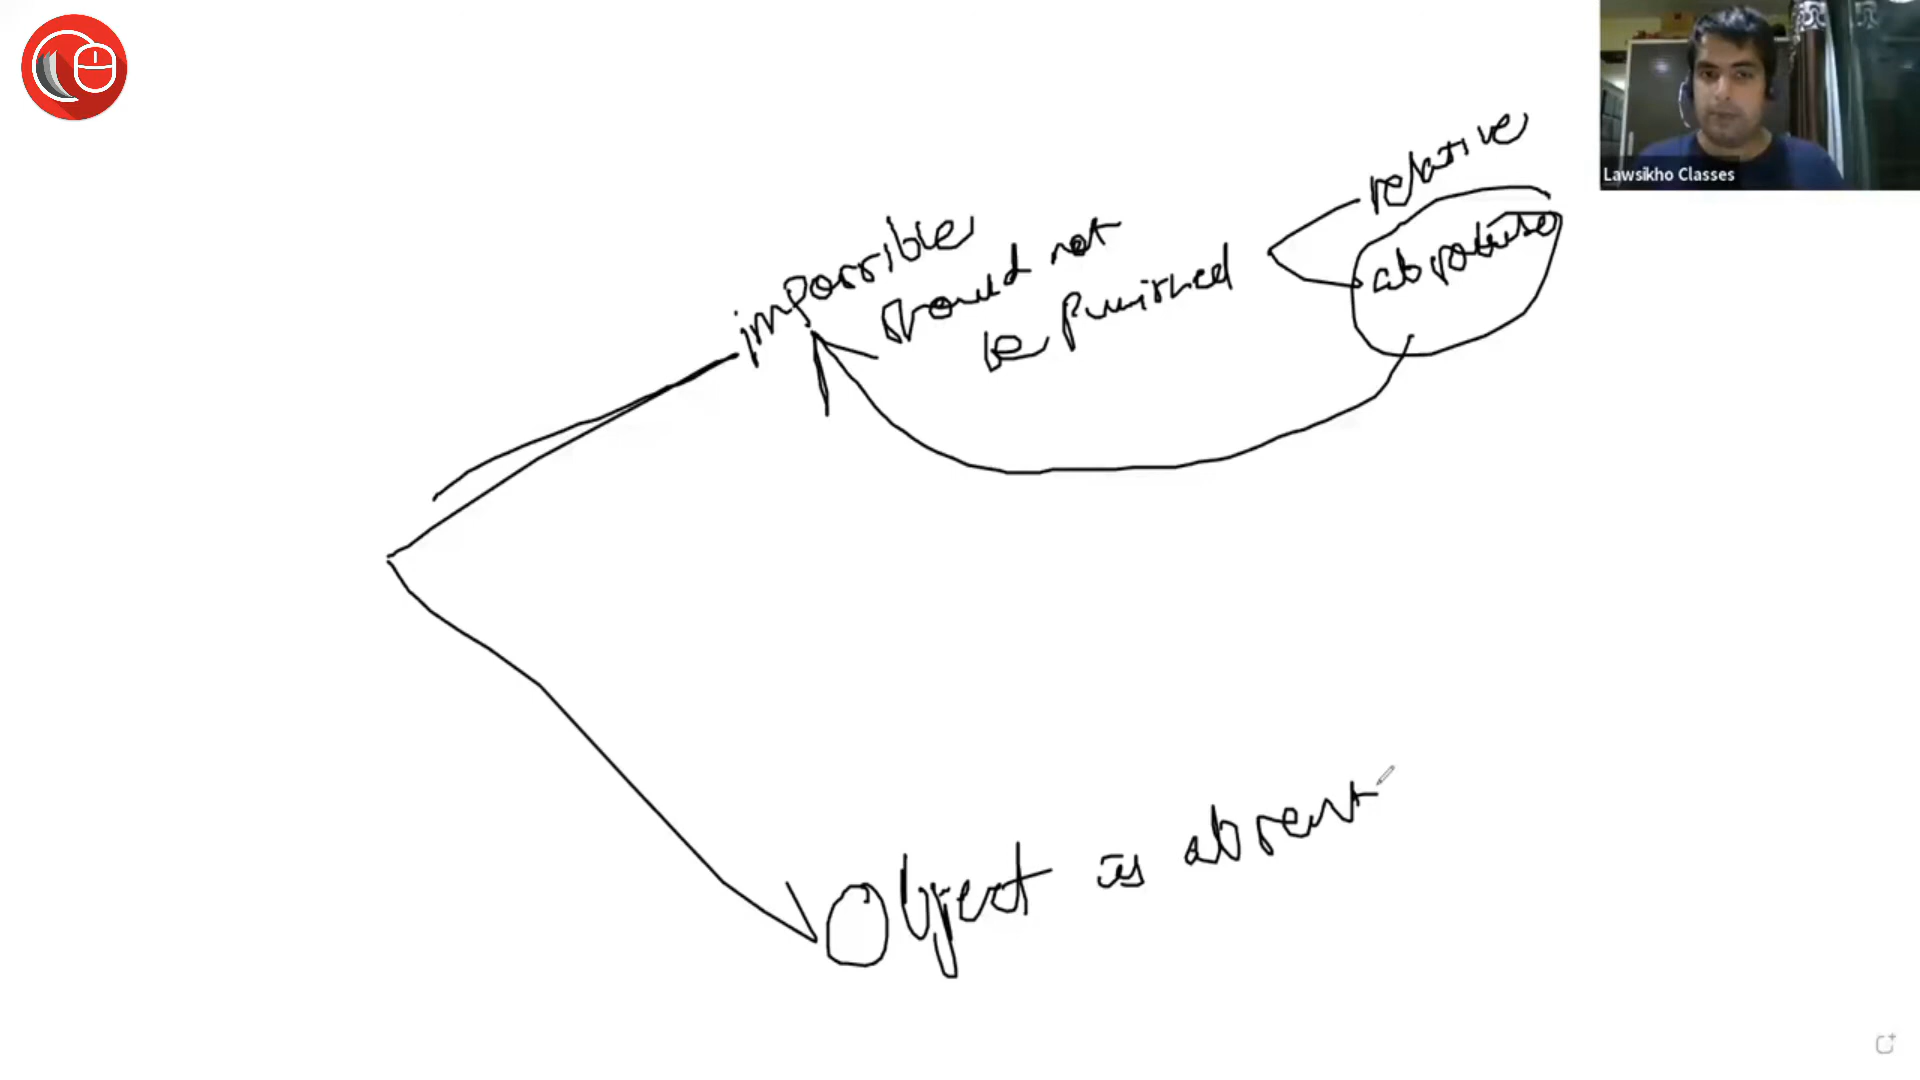 Lawsikho Classes
relative
absolute
impossible
should not
be punished
Object is absent